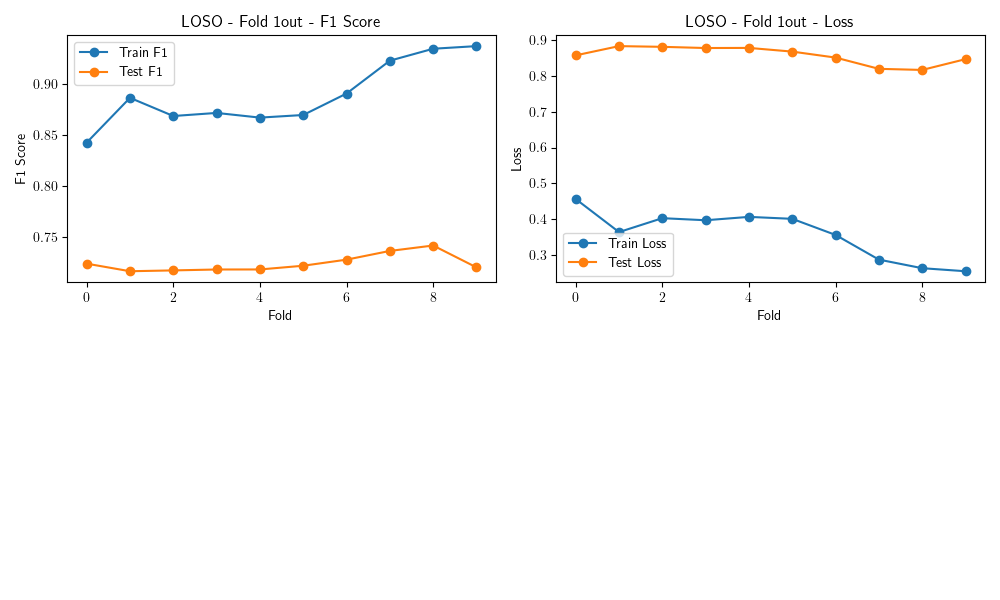 LOSO - Fold 1out - F1 Score
Train F1
Test F1
0.90
0.85
0.80
0.75
F1 Score
0 2 4 6 8
Fold
LOSO - Fold 1out - Loss
0.9
0.8
0.7
0.6
0.5
0.4
0.3
Loss
Train Loss
Test Loss
0 2 4 6 8
Fold